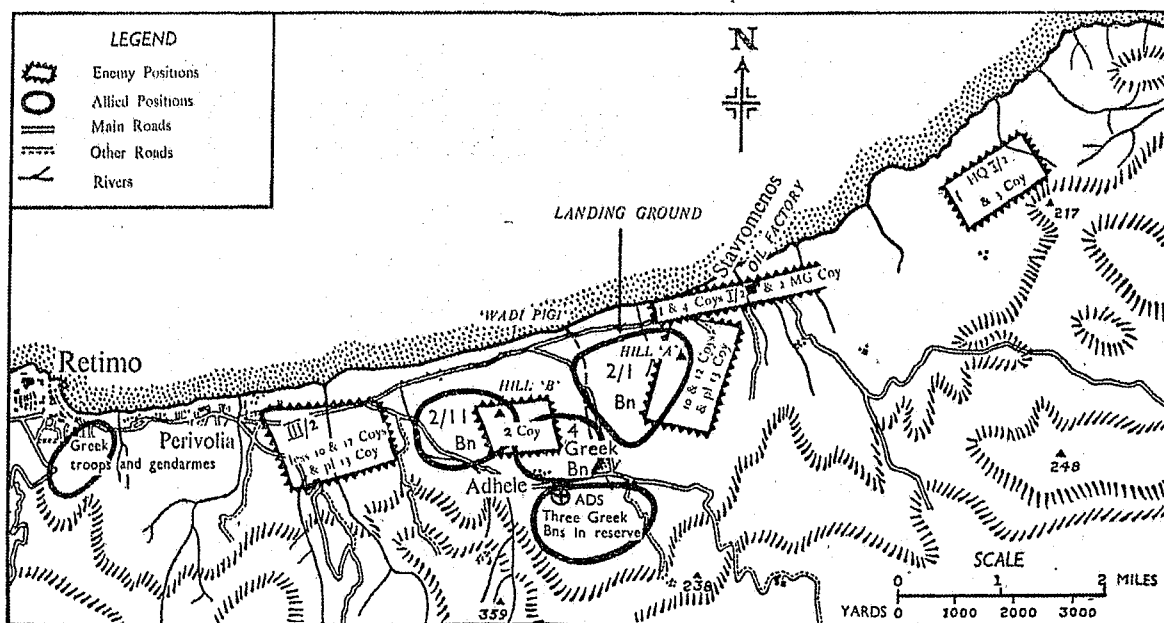 LEGEND
Enemy Positions
Allied Positions
Main Roads
Other Roads
Rivers
N
HQ I/2
& 3 Coy
217
LANDING GROUND
Stavromenos
OIL FACTORY
1 & 4 Coys I/2 & 2 MG Coy
'WADI PIGI'
HILL 'A'
2/1
Bn
10 & 12 Coys
& pl 13 Coy
Retimo
Greek
troops and gendarmes
Perivolia
III/2
less 10 & 12 Coys
& pl 13 Coy
HILL 'B'
2/11
Bn
2 Coy
4
Greek
Bn
Adhele
ADS
Three Greek
Bns in reserve
248
238
359
SCALE
0 1 2 MILES
YARDS 0 1000 2000 3000